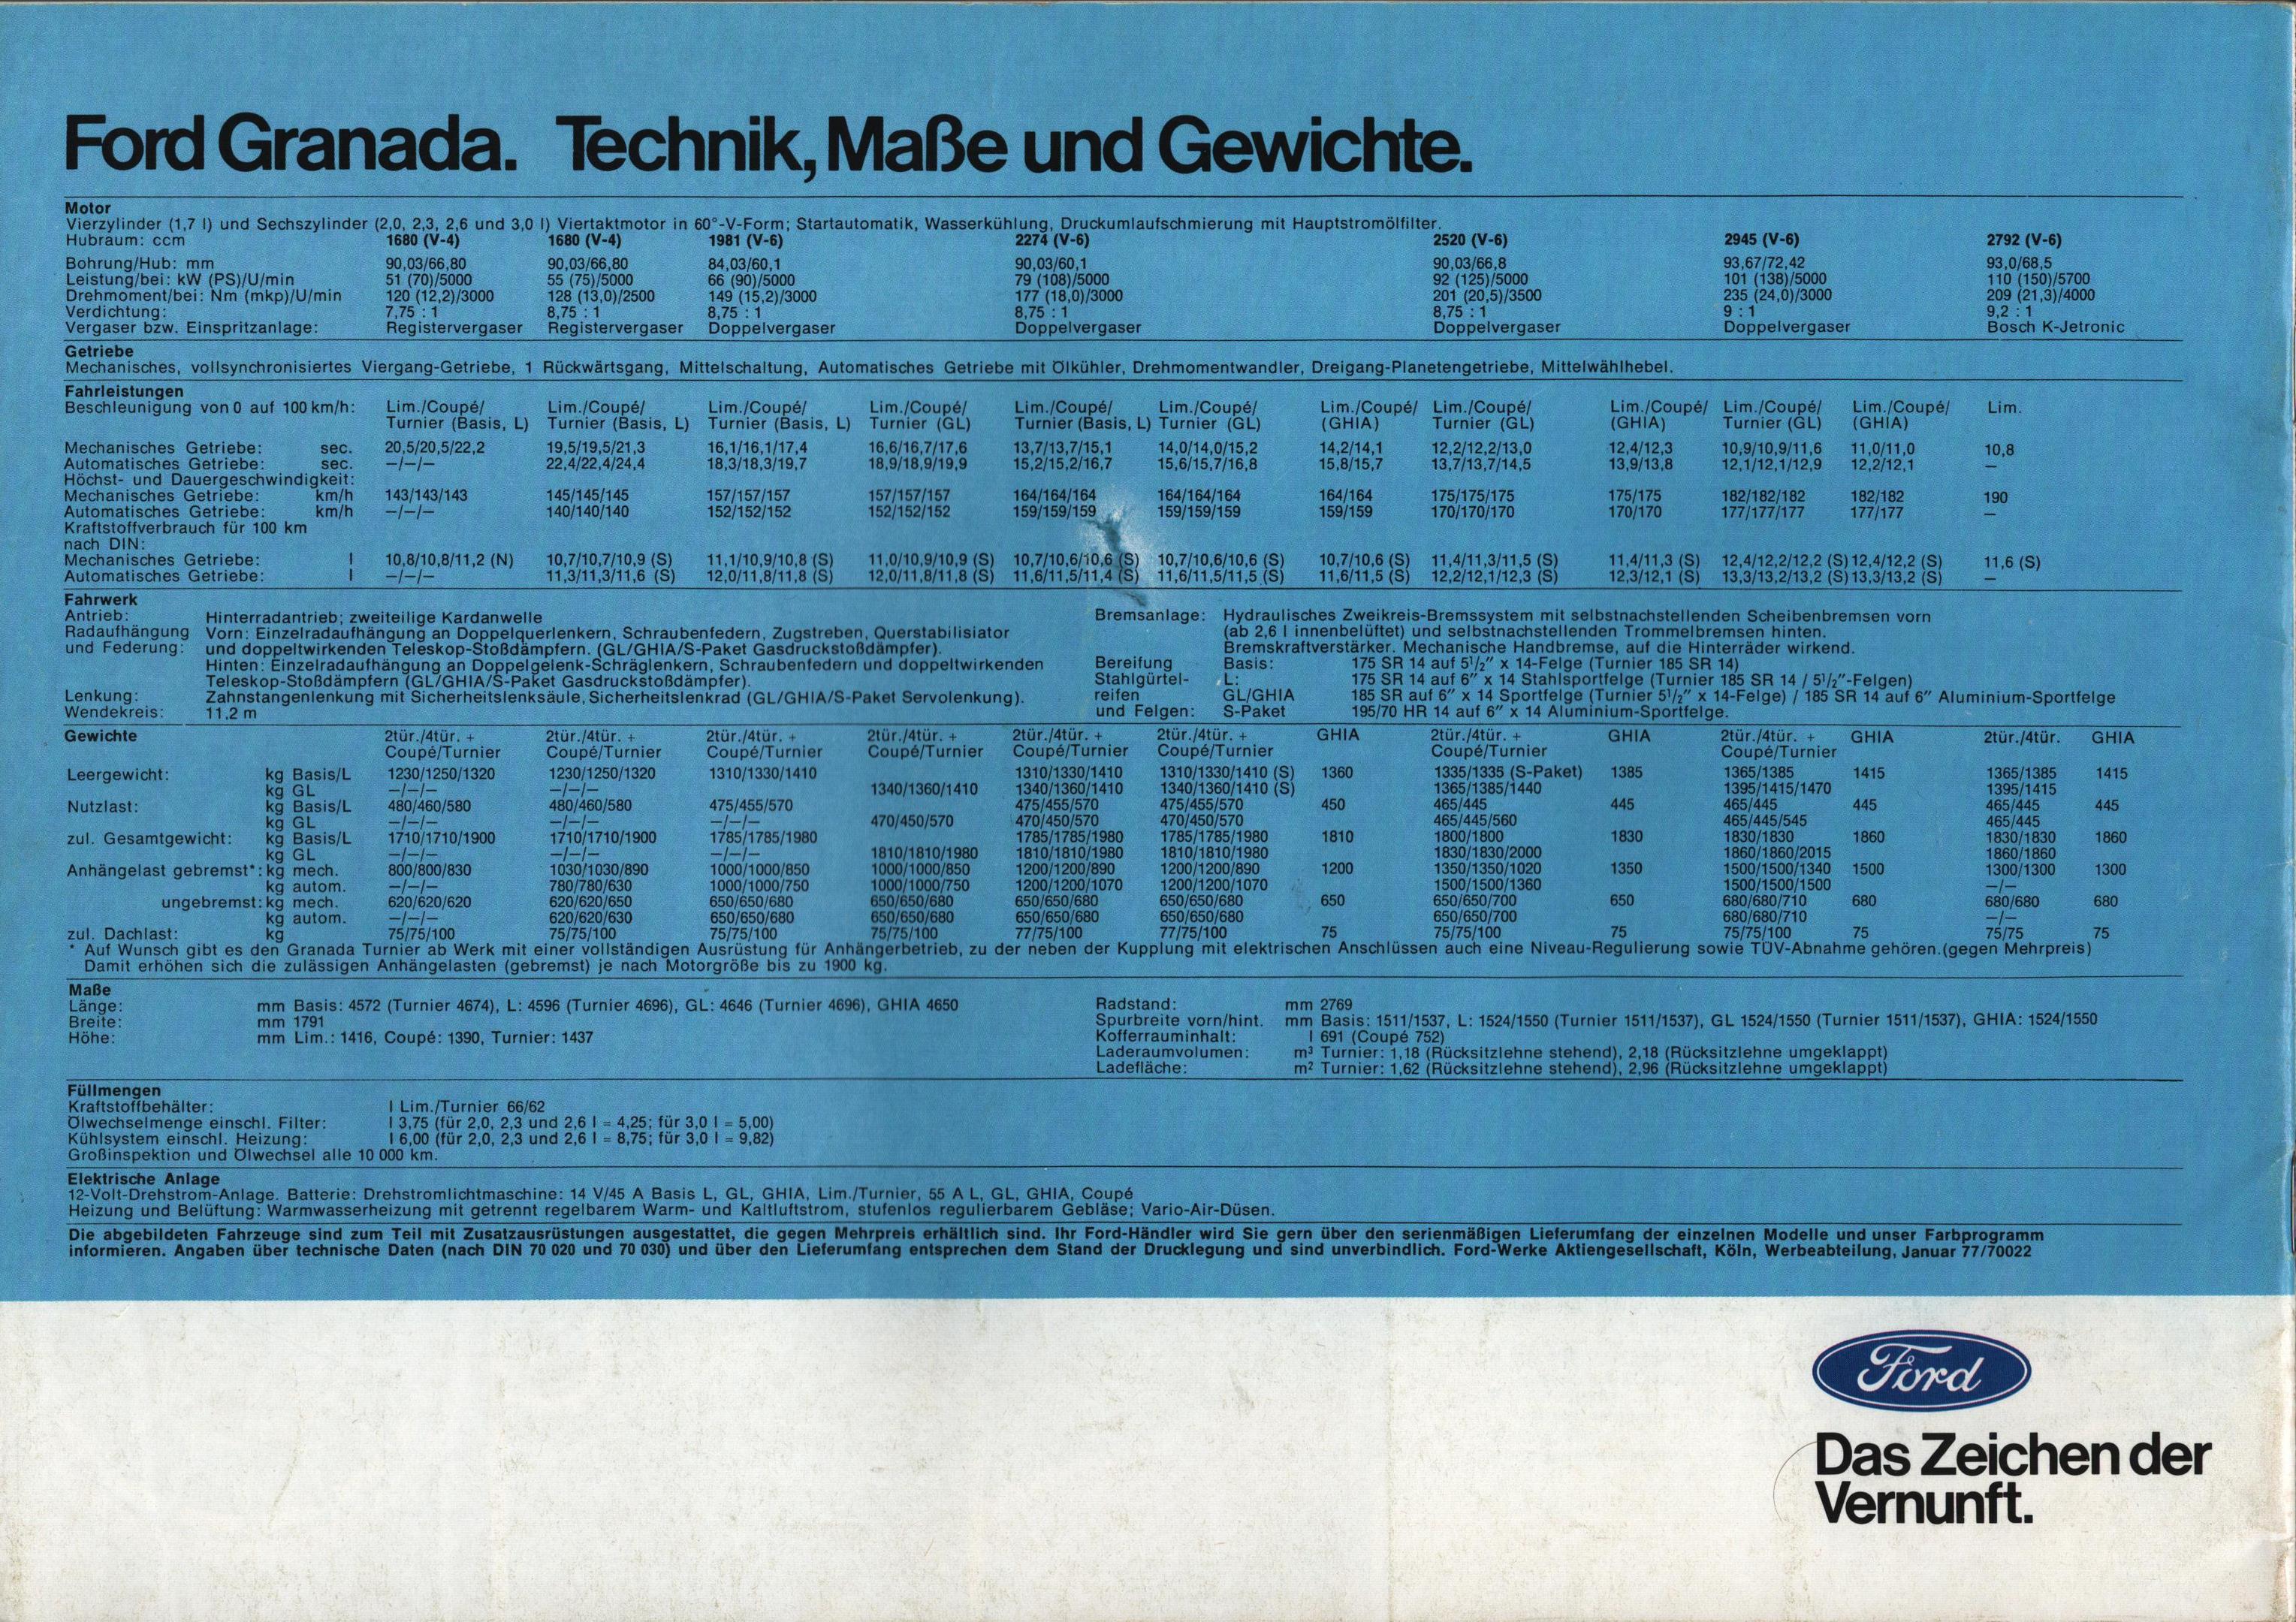 Ford Granada. Technik, Maße und Gewichte.
Motor
Vierzylinder (1,7 l) und Sechszylinder (2,0, 2,3, 2,6 und 3,0 l) Viertaktmotor in 60°-V-Form; Startautomatik, Wasserkühlung, Druckumlaufschmierung mit Hauptstromölfilter.
Hubraum: ccm 1680 (V-4) 1680 (V-4) 1981 (V-6) 2274 (V-6) 2520 (V-6) 2945 (V-6) 2792 (V-6)
Bohrung/Hub: mm 90,03/66,80 90,03/66,80 84,03/60,1 90,03/60,1 90,03/66,8 93,67/72,42 93,0/68,5
Leistung/bei: kW (PS)/U/min 51 (70)/5000 55 (75)/5000 66 (90)/5000 79 (108)/5000 92 (125)/5000 101 (138)/5000 110 (150)/5700
Drehmoment/bei: Nm (mkp)/U/min 120 (12,2)/3000 128 (13,0)/2500 149 (15,2)/3000 177 (18,0)/3000 201 (20,5)/3500 235 (24,0)/3000 209 (21,3)/4000
Verdichtung: 7,75 : 1 8,75 : 1 8,75 : 1 8,75 : 1 8,75 : 1 9 : 1 9,2 : 1
Vergaser bzw. Einspritzanlage: Registervergaser Registervergaser Doppelvergaser Doppelvergaser Doppelvergaser Doppelvergaser Bosch K-Jetronic
Getriebe
Mechanisches, vollsynchronisiertes Viergang-Getriebe, 1 Rückwärtsgang, Mittelschaltung, Automatisches Getriebe mit Ölkühler, Drehmomentwandler, Dreigang-Planetengetriebe, Mittelwählhebel.
Fahrleistungen
Beschleunigung von 0 auf 100 km/h: Lim./Coupé/ Lim./Coupé/ Lim./Coupé/ Lim./Coupé/ Lim./Coupé/ Lim./Coupé/ Lim./Coupé/ Lim./Coupé/ Lim./Coupé/ Lim./Coupé/ Lim./Coupé/ Lim.
Turnier (Basis, L) Turnier (Basis, L) Turnier (Basis, L) Turnier (GL) Turnier (Basis, L) Turnier (GL) (GHIA) Turnier (GL) (GHIA) Turnier (GL) (GHIA)
Mechanisches Getriebe: sec. 20,5/20,5/22,2 19,5/19,5/21,3 16,1/16,1/17,4 16,6/16,7/17,6 13,7/13,7/15,1 14,0/14,0/15,2 14,2/14,1 12,2/12,2/13,0 12,4/12,3 10,9/10,9/11,6 11,0/11,0 10,8
Automatisches Getriebe: sec. –/–/– 22,4/22,4/24,4 18,3/18,3/19,7 18,9/18,9/19,9 15,2/15,2/16,7 15,6/15,7/16,8 15,8/15,7 13,7/13,7/14,5 13,9/13,8 12,1/12,1/12,9 12,2/12,1 –
Höchst- und Dauergeschwindigkeit:
Mechanisches Getriebe: km/h 143/143/143 145/145/145 157/157/157 157/157/157 164/164/164 164/164/164 164/164 175/175/175 175/175 182/182/182 182/182 190
Automatisches Getriebe: km/h –/–/– 140/140/140 152/152/152 152/152/152 159/159/159 159/159/159 159/159 170/170/170 170/170 177/177/177 177/177 –
Kraftstoffverbrauch für 100 km
nach DIN:
Mechanisches Getriebe: l 10,8/10,8/11,2 (N) 10,7/10,7/10,9 (S) 11,1/10,9/10,8 (S) 11,0/10,9/10,9 (S) 10,7/10,6/10,6 (S) 10,7/10,6/10,6 (S) 10,7/10,6 (S) 11,4/11,3/11,5 (S) 11,4/11,3 (S) 12,4/12,2/12,2 (S) 12,4/12,2 (S) 11,6 (S)
Automatisches Getriebe: l –/–/– 11,3/11,3/11,6 (S) 12,0/11,8/11,8 (S) 12,0/11,8/11,8 (S) 11,6/11,5/11,4 (S) 11,6/11,5/11,5 (S) 11,6/11,5 (S) 12,2/12,1/12,3 (S) 12,3/12,1 (S) 13,3/13,2/13,2 (S) 13,3/13,2 (S) –
Fahrwerk
Antrieb: Hinterradantrieb; zweiteilige Kardanwelle
Radaufhängung Vorn: Einzelradaufhängung an Doppelquerlenkern, Schraubenfedern, Zugstreben, Querstabilisiator
und Federung: und doppeltwirkenden Teleskop-Stoßdämpfern. (GL/GHIA/S-Paket Gasdruckstoßdämpfer).
Hinten: Einzelradaufhängung an Doppelgelenk-Schräglenkern, Schraubenfedern und doppeltwirkenden
Teleskop-Stoßdämpfern (GL/GHIA/S-Paket Gasdruckstoßdämpfer).
Lenkung: Zahnstangenlenkung mit Sicherheitslenksäule, Sicherheitslenkrad (GL/GHIA/S-Paket Servolenkung).
Wendekreis: 11,2 m
Bremsanlage: Hydraulisches Zweikreis-Bremssystem mit selbstnachstellenden Scheibenbremsen vorn
(ab 2,6 l innenbelüftet) und selbstnachstellenden Trommelbremsen hinten.
Bremskraftverstärker. Mechanische Handbremse, auf die Hinterräder wirkend.
Bereifung Basis: 175 SR 14 auf 5½″ x 14-Felge (Turnier 185 SR 14)
Stahlgürtel- L: 175 SR 14 auf 6″ x 14 Stahlsportfelge (Turnier 185 SR 14 / 5½″-Felgen)
reifen GL/GHIA 185 SR auf 6″ x 14 Sportfelge (Turnier 5½″ x 14-Felge) / 185 SR 14 auf 6″ Aluminium-Sportfelge
und Felgen: S-Paket 195/70 HR 14 auf 6″ x 14 Aluminium-Sportfelge.
Gewichte 2tür./4tür. + 2tür./4tür. + 2tür./4tür. + 2tür./4tür. + 2tür./4tür. + 2tür./4tür. + GHIA 2tür./4tür. + GHIA 2tür./4tür. + GHIA 2tür./4tür. GHIA
Coupé/Turnier Coupé/Turnier Coupé/Turnier Coupé/Turnier Coupé/Turnier Coupé/Turnier Coupé/Turnier Coupé/Turnier
Leergewicht: kg Basis/L 1230/1250/1320 1230/1250/1320 1310/1330/1410 1310/1330/1410 1310/1330/1410 (S) 1360 1335/1335 (S-Paket) 1385 1365/1385 1415 1365/1385 1415
kg GL –/–/– –/–/– 1340/1360/1410 1340/1360/1410 1340/1360/1410 (S) 1365/1385/1440 1395/1415/1470 1395/1415
Nutzlast: kg Basis/L 480/460/580 480/460/580 475/455/570 475/455/570 475/455/570 450 465/445 445 465/445 445 465/445 445
kg GL –/–/– –/–/– –/–/– 470/450/570 470/450/570 470/450/570 465/445/560 465/445/545 465/445
zul. Gesamtgewicht: kg Basis/L 1710/1710/1900 1710/1710/1900 1785/1785/1980 1785/1785/1980 1785/1785/1980 1810 1800/1800 1830 1830/1830 1860 1830/1830 1860
kg GL –/–/– –/–/– –/–/– 1810/1810/1980 1810/1810/1980 1810/1810/1980 1830/1830/2000 1860/1860/2015 1860/1860
Anhängelast gebremst*: kg mech. 800/800/830 1030/1030/890 1000/1000/850 1000/1000/850 1200/1200/890 1200/1200/890 1200 1350/1350/1020 1350 1500/1500/1340 1500 1300/1300 1300
kg autom. –/–/– 780/780/630 1000/1000/750 1000/1000/750 1200/1200/1070 1200/1200/1070 1500/1500/1360 1500/1500/1500 –/–
ungebremst: kg mech. 620/620/620 620/620/650 650/650/680 650/650/680 650/650/680 650/650/680 650 650/650/700 650 680/680/710 680 680/680 680
kg autom. –/–/– 620/620/630 650/650/680 650/650/680 650/650/680 650/650/680 650/650/700 680/680/710 –/–
zul. Dachlast: kg 75/75/100 75/75/100 75/75/100 75/75/100 77/75/100 77/75/100 75 75/75/100 75 75/75/100 75 75/75 75
* Auf Wunsch gibt es den Granada Turnier ab Werk mit einer vollständigen Ausrüstung für Anhängerbetrieb, zu der neben der Kupplung mit elektrischen Anschlüssen auch eine Niveau-Regulierung sowie TÜV-Abnahme gehören.(gegen Mehrpreis)
Damit erhöhen sich die zulässigen Anhängelasten (gebremst) je nach Motorgröße bis zu 1900 kg.
Maße
Länge: mm Basis: 4572 (Turnier 4674), L: 4596 (Turnier 4696), GL: 4646 (Turnier 4696), GHIA 4650
Breite: mm 1791
Höhe: mm Lim.: 1416, Coupé: 1390, Turnier: 1437
Radstand: mm 2769
Spurbreite vorn/hint. mm Basis: 1511/1537, L: 1524/1550 (Turnier 1511/1537), GL 1524/1550 (Turnier 1511/1537), GHIA: 1524/1550
Kofferrauminhalt: l 691 (Coupé 752)
Laderaumvolumen: m³ Turnier: 1,18 (Rücksitzlehne stehend), 2,18 (Rücksitzlehne umgeklappt)
Ladefläche: m² Turnier: 1,62 (Rücksitzlehne stehend), 2,96 (Rücksitzlehne umgeklappt)
Füllmengen
Kraftstoffbehälter: l Lim./Turnier 66/62
Ölwechselmenge einschl. Filter: l 3,75 (für 2,0, 2,3 und 2,6 l = 4,25; für 3,0 l = 5,00)
Kühlsystem einschl. Heizung: l 6,00 (für 2,0, 2,3 und 2,6 l = 8,75; für 3,0 l = 9,82)
Großinspektion und Ölwechsel alle 10 000 km.
Elektrische Anlage
12-Volt-Drehstrom-Anlage. Batterie: Drehstromlichtmaschine: 14 V/45 A Basis L, GL, GHIA, Lim./Turnier, 55 A L, GL, GHIA, Coupé
Heizung und Belüftung: Warmwasserheizung mit getrennt regelbarem Warm- und Kaltluftstrom, stufenlos regulierbarem Gebläse; Vario-Air-Düsen.
Die abgebildeten Fahrzeuge sind zum Teil mit Zusatzausrüstungen ausgestattet, die gegen Mehrpreis erhältlich sind. Ihr Ford-Händler wird Sie gern über den serienmäßigen Lieferumfang der einzelnen Modelle und unser Farbprogramm
informieren. Angaben über technische Daten (nach DIN 70 020 und 70 030) und über den Lieferumfang entsprechen dem Stand der Drucklegung und sind unverbindlich. Ford-Werke Aktiengesellschaft, Köln, Werbeabteilung, Januar 77/70022
Ford
Das Zeichen der
Vernunft.